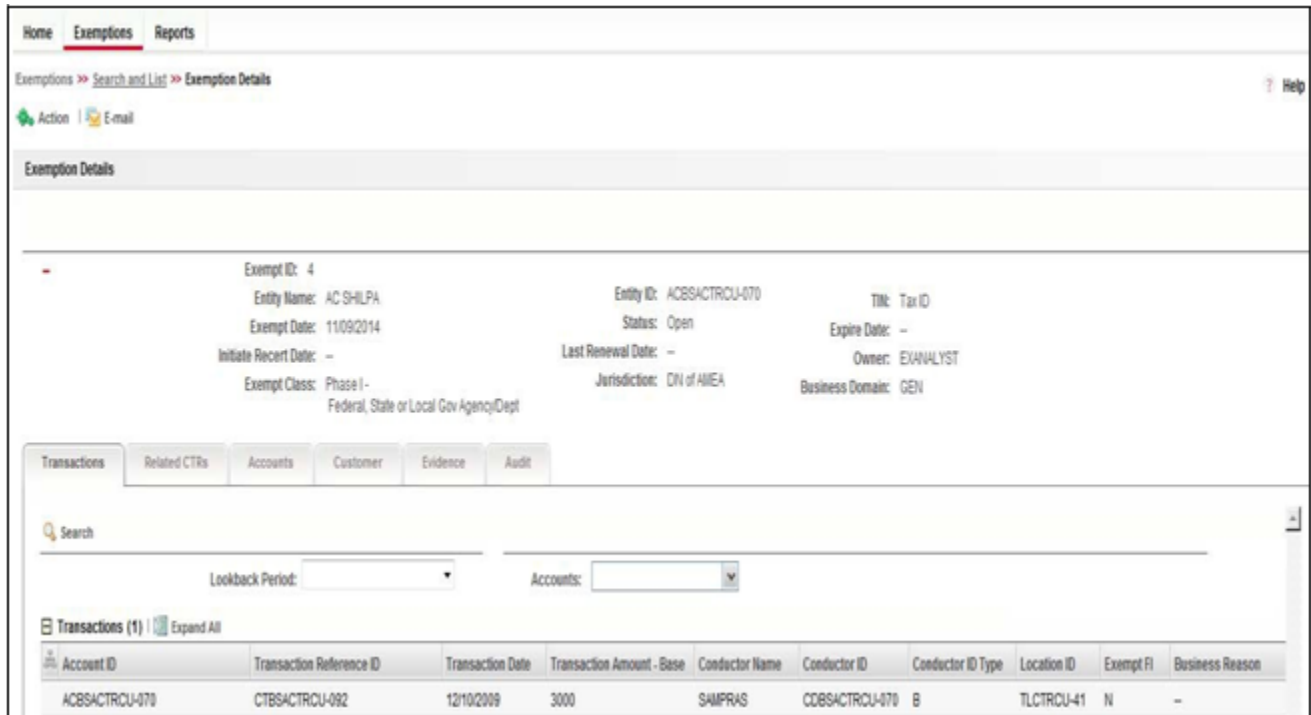 Home Exemptions Reports
Exemptions >> Search and List >> Exemption Details
? Help
Action | E-mail
Exemption Details
Exempt ID: 4
Entity Name: AC SHILPA Entity ID: ACBSACTRCU-070 TIN: Tax ID
Exempt Date: 11/09/2014 Status: Open Expire Date: --
Initiate Recert Date: -- Last Renewal Date: -- Owner: EXANALYST
Exempt Class: Phase I - Jurisdiction: DN of AMEA Business Domain: GEN
Federal, State or Local Gov Agency/Dept
Transactions Related CTRs Accounts Customer Evidence Audit
Search
Lookback Period: Accounts:
Transactions (1) | Expand All
Account ID Transaction Reference ID Transaction Date Transaction Amount - Base Conductor Name Conductor ID Conductor ID Type Location ID Exempt FI Business Reason
ACBSACTRCU-070 CTBSACTRCU-092 12/10/2009 3000 SAMPRAS CDBSACTRCU-070 B TLCTRCU-41 N --